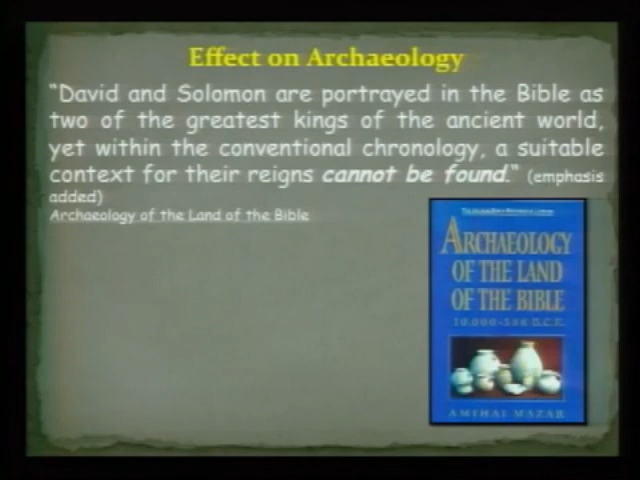 Effect on Archaeology
“David and Solomon are portrayed in the Bible as
two of the greatest kings of the ancient world,
yet within the conventional chronology, a suitable
context for their reigns cannot be found.“ (emphasis
added)
Archaeology of the Land of the Bible
ARCHAEOLOGY
OF THE LAND
OF THE BIBLE
10,000-586 B.C.E.
AMIHAI MAZAR